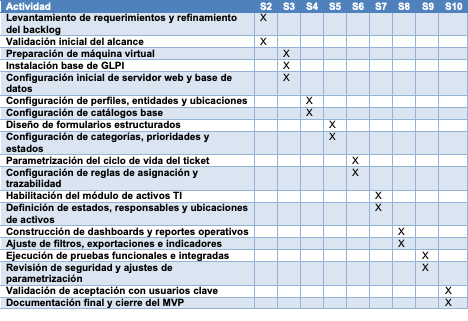 Actividad S2 S3 S4 S5 S6 S7 S8 S9 S10
Levantamiento de requerimientos y refinamiento X
del backlog
Validación inicial del alcance X
Preparación de máquina virtual X
Instalación base de GLPI X
Configuración inicial de servidor web y base de X
datos
Configuración de perfiles, entidades y ubicaciones X
Configuración de catálogos base X
Diseño de formularios estructurados X
Configuración de categorías, prioridades y X
estados
Parametrización del ciclo de vida del ticket X
Configuración de reglas de asignación y X
trazabilidad
Habilitación del módulo de activos TI X
Definición de estados, responsables y ubicaciones X
de activos
Construcción de dashboards y reportes operativos X
Ajuste de filtros, exportaciones e indicadores X
Ejecución de pruebas funcionales e integradas X
Revisión de seguridad y ajustes de X
parametrización
Validación de aceptación con usuarios clave X
Documentación final y cierre del MVP X